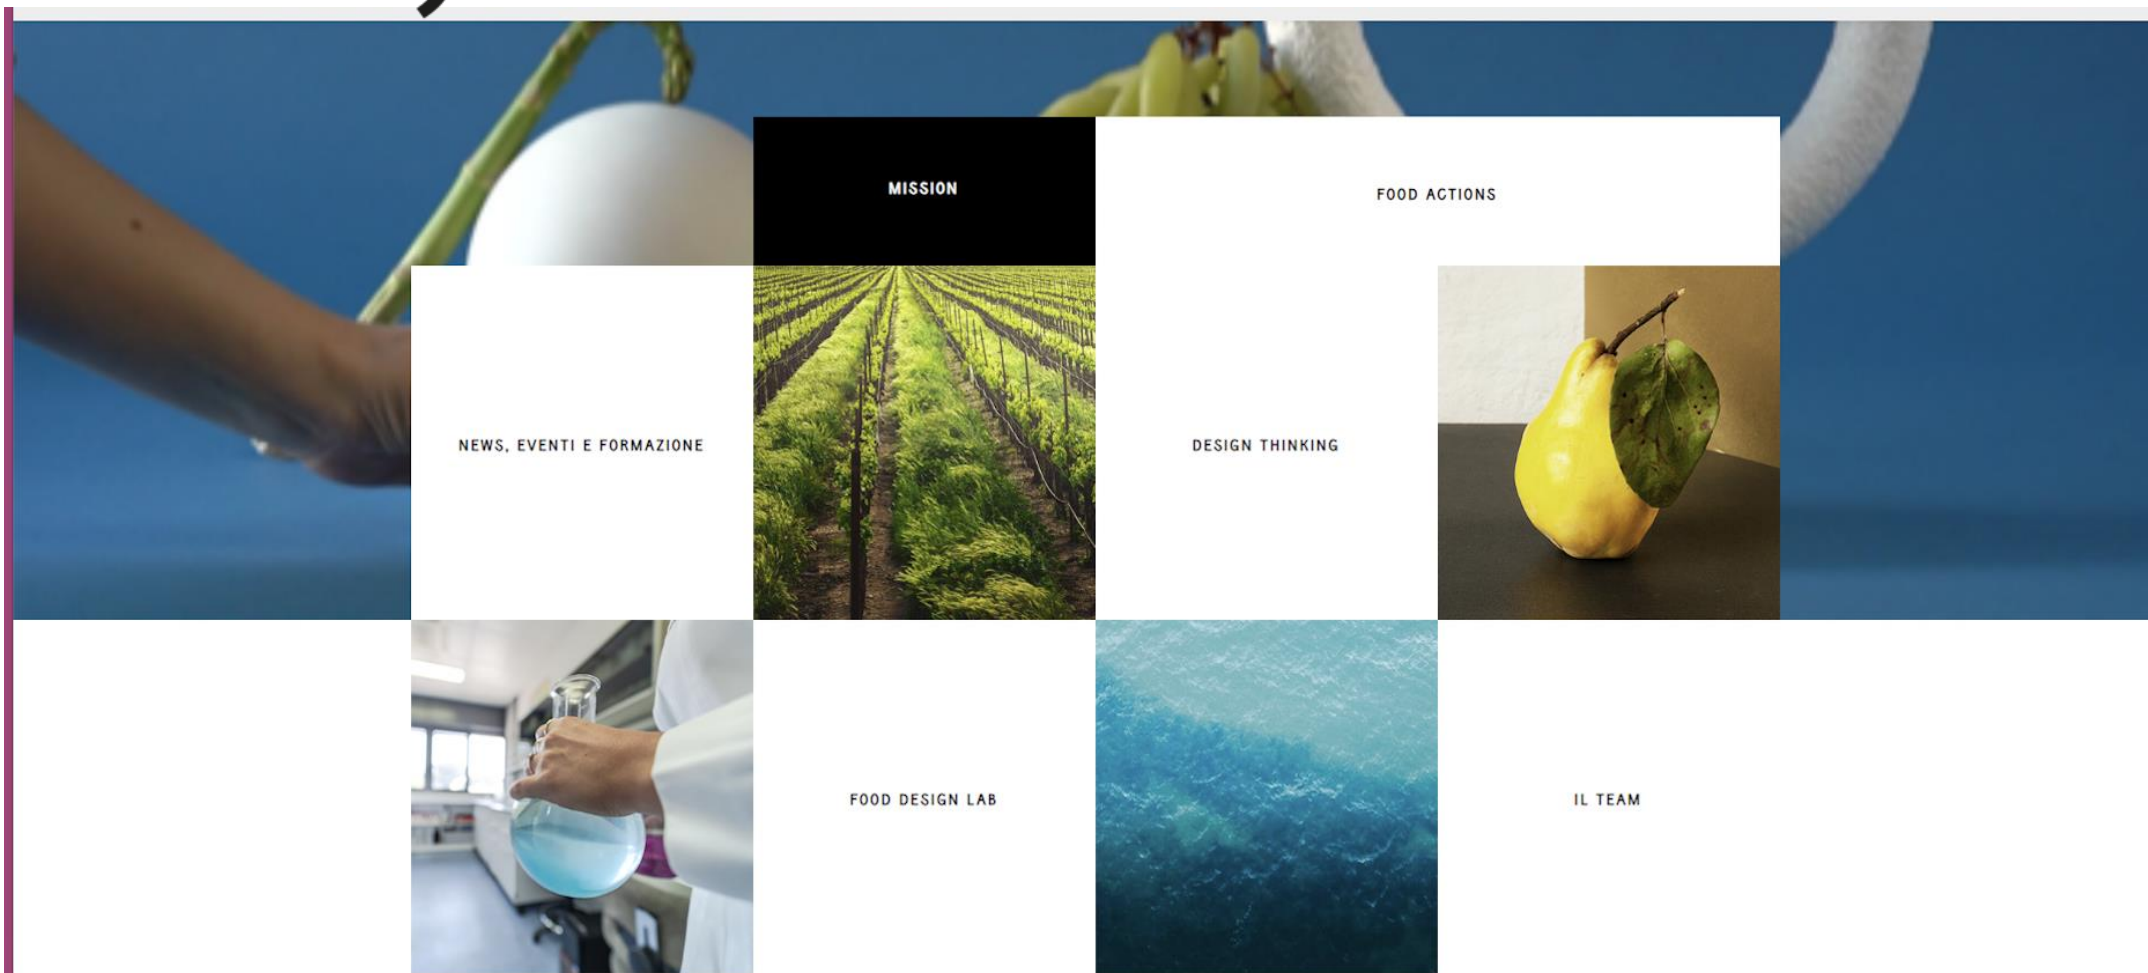 MISSION
FOOD ACTIONS
NEWS, EVENTI E FORMAZIONE
DESIGN THINKING
FOOD DESIGN LAB
IL TEAM